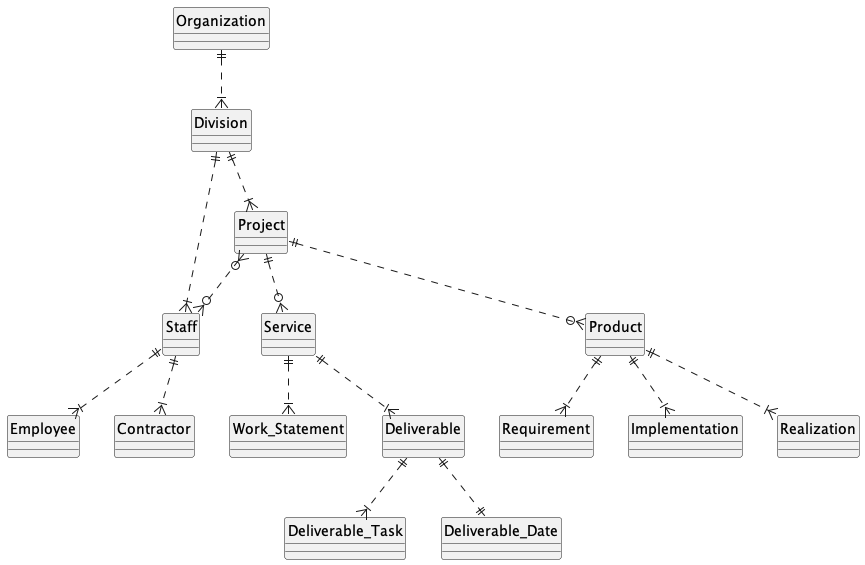 Organization
Division
Project
Staff
Service
Product
Employee
Contractor
Work_Statement
Deliverable
Requirement
Implementation
Realization
Deliverable_Task
Deliverable_Date